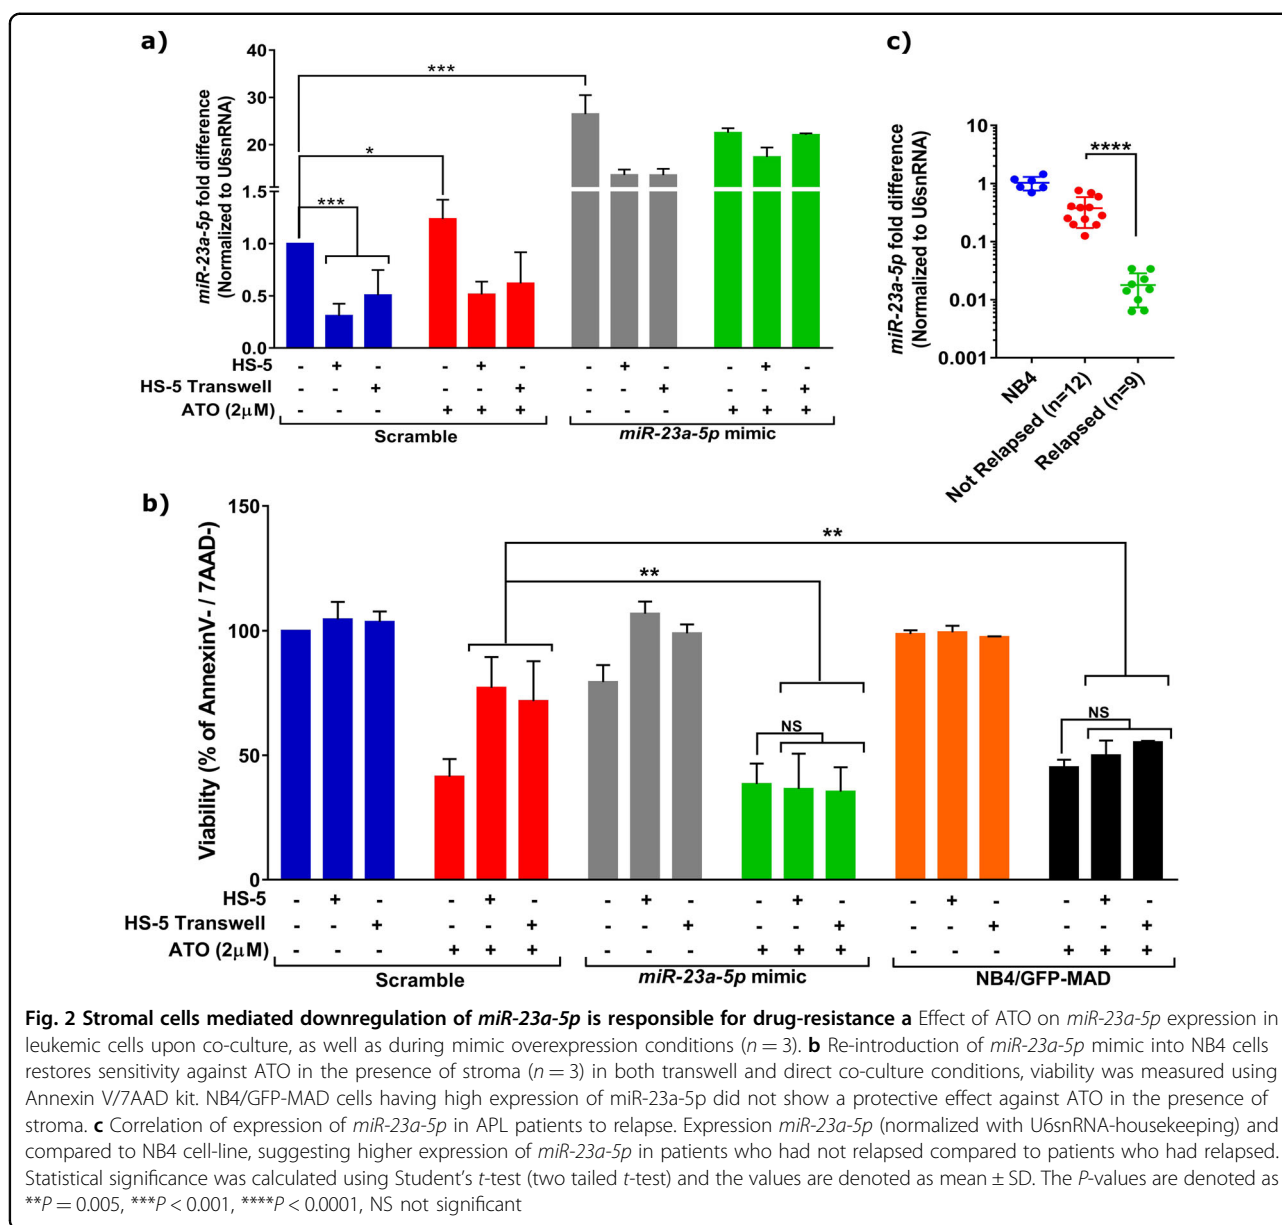 a)
miR-23a-5p fold difference
(Normalized to U6snRNA)
40
30
20
1.5
1.0
0.5
0.0
***
*
***
HS-5 - + - - + - - + - - + -
HS-5 Transwell - - + - - + - - + - - +
ATO (2μM) - - - + + + - - - + + +
Scramble
miR-23a-5p mimic
c)
miR-23a-5p fold difference
(Normalized to U6snRNA)
10
1
0.1
0.01
0.001
****
NB4
Not Relapsed (n=12)
Relapsed (n=9)
b)
Viability (% of AnnexinV- / 7AAD-)
150
100
50
0
**
**
NS
NS
HS-5 - + - - + - - + - - + - - + - - + -
HS-5 Transwell - - + - - + - - + - - + - - + - - +
ATO (2μM) - - - + + + - - - + + + - - - + + +
Scramble
miR-23a-5p mimic
NB4/GFP-MAD
Fig. 2 Stromal cells mediated downregulation of miR-23a-5p is responsible for drug-resistance a Effect of ATO on miR-23a-5p expression in
leukemic cells upon co-culture, as well as during mimic overexpression conditions (n = 3). b Re-introduction of miR-23a-5p mimic into NB4 cells
restores sensitivity against ATO in the presence of stroma (n = 3) in both transwell and direct co-culture conditions, viability was measured using
Annexin V/7AAD kit. NB4/GFP-MAD cells having high expression of miR-23a-5p did not show a protective effect against ATO in the presence of
stroma. c Correlation of expression of miR-23a-5p in APL patients to relapse. Expression miR-23a-5p (normalized with U6snRNA-housekeeping) and
compared to NB4 cell-line, suggesting higher expression of miR-23a-5p in patients who had not relapsed compared to patients who had relapsed.
Statistical significance was calculated using Student's t-test (two tailed t-test) and the values are denoted as mean ± SD. The P-values are denoted as
**P = 0.005, ***P < 0.001, ****P < 0.0001, NS not significant